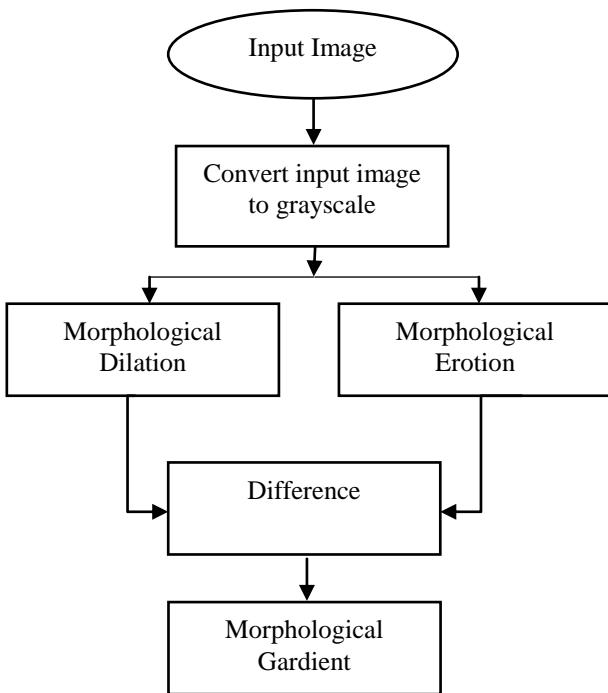 Input Image
Convert input image
to grayscale
Morphological
Dilation
Morphological
Erotion
Difference
Morphological
Gardient